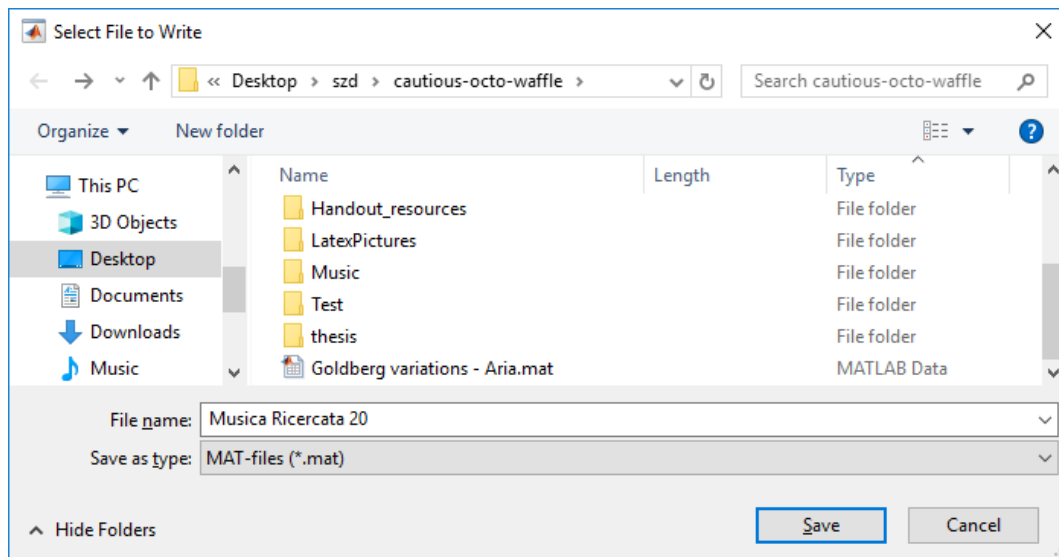 Select File to Write
« Desktop › szd › cautious-octo-waffle ›
Search cautious-octo-waffle
Organize
New folder
?
Name Length Type
This PC
3D Objects
Desktop
Documents
Downloads
Music
Handout_resources File folder
LatexPictures File folder
Music File folder
Test File folder
thesis File folder
Goldberg variations - Aria.mat MATLAB Data
File name: Musica Ricercata 20
Save as type: MAT-files (*.mat)
Hide Folders
Save
Cancel